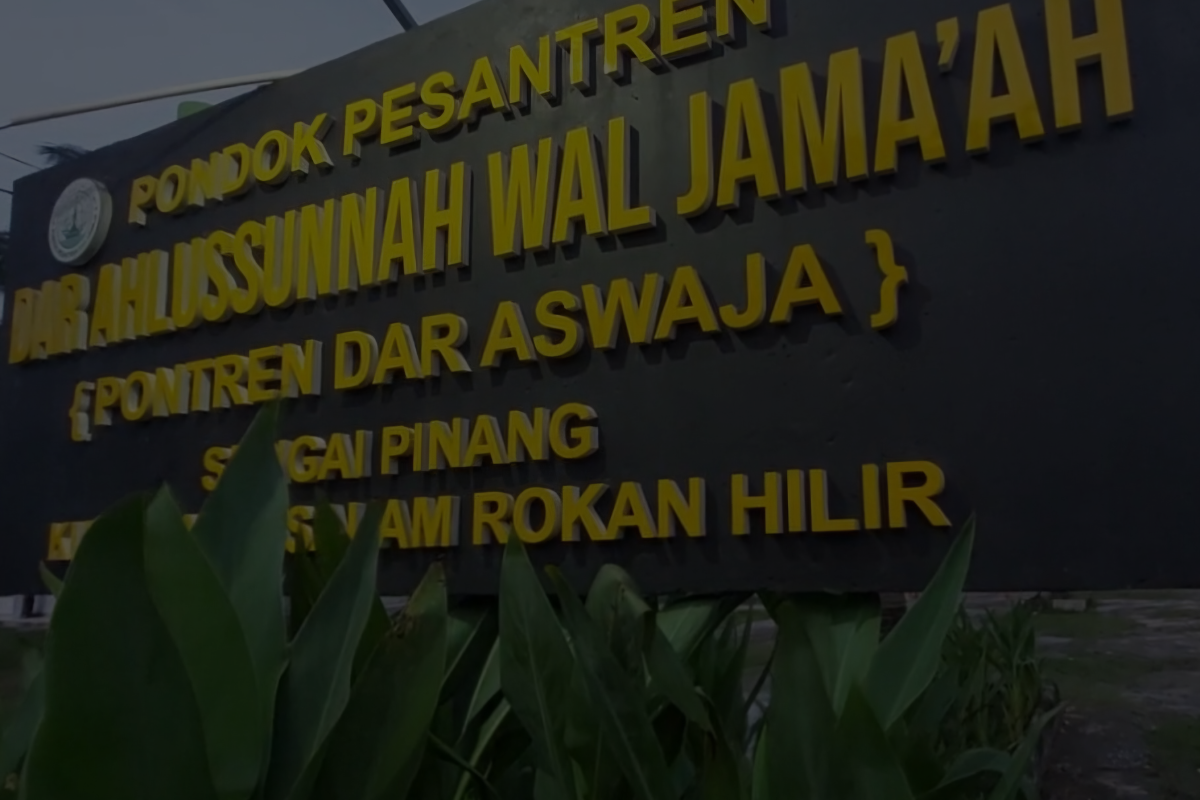 PONDOK PESANTREN
DAR AHLUSSUNNAH WAL JAMA'AH
{ PONTREN DAR ASWAJA }
PINANG
ROKAN HILIR